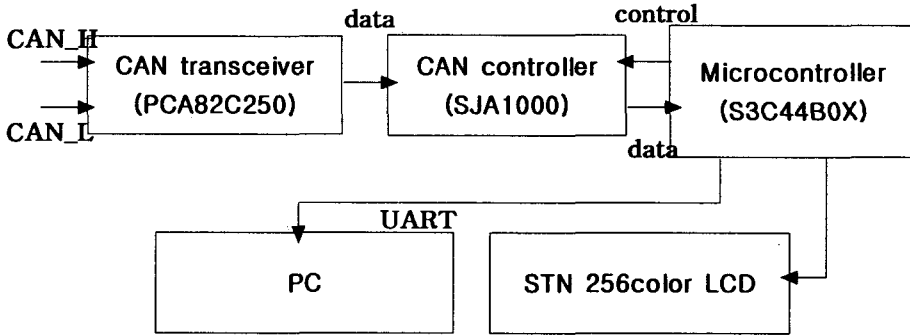 data
control
CAN_H
CAN transceiver
(PCA82C250)
CAN controller
(SJA1000)
Microcontroller
(S3C44B0X)
CAN_L
data
UART
PC
STN 256color LCD